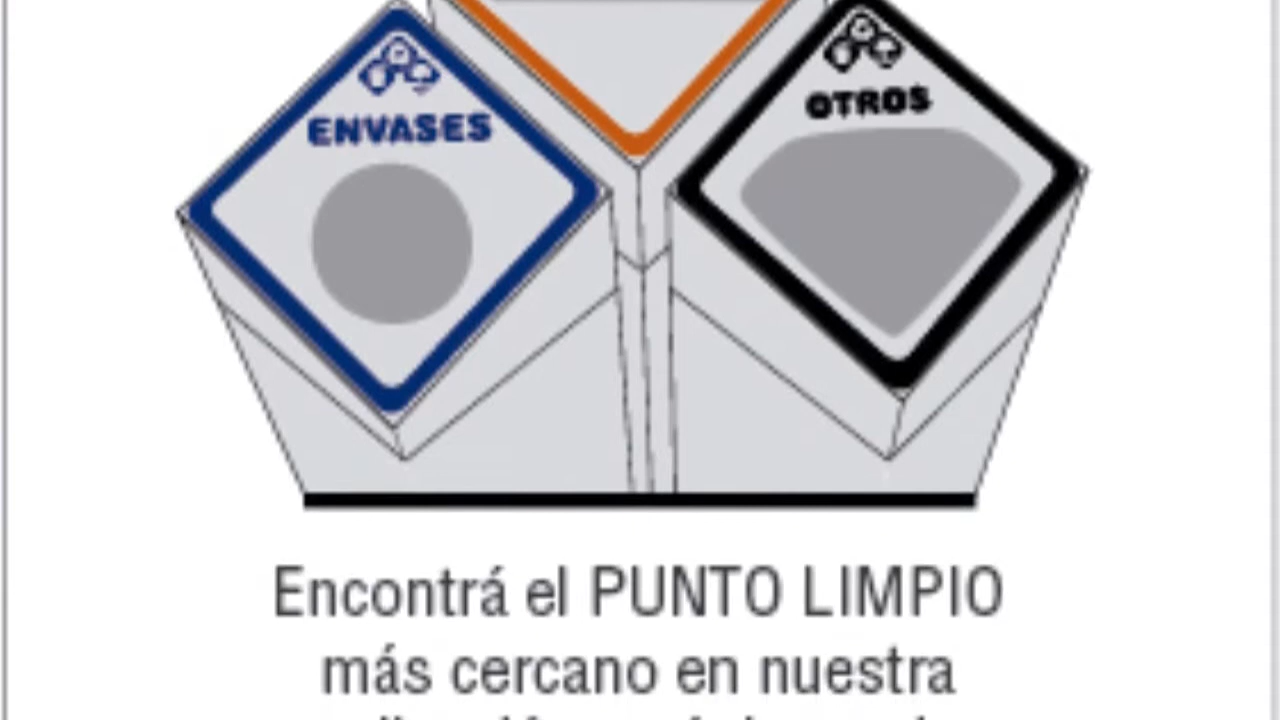 ENVASES
OTROS
Encontrá el PUNTO LIMPIO
más cercano en nuestra